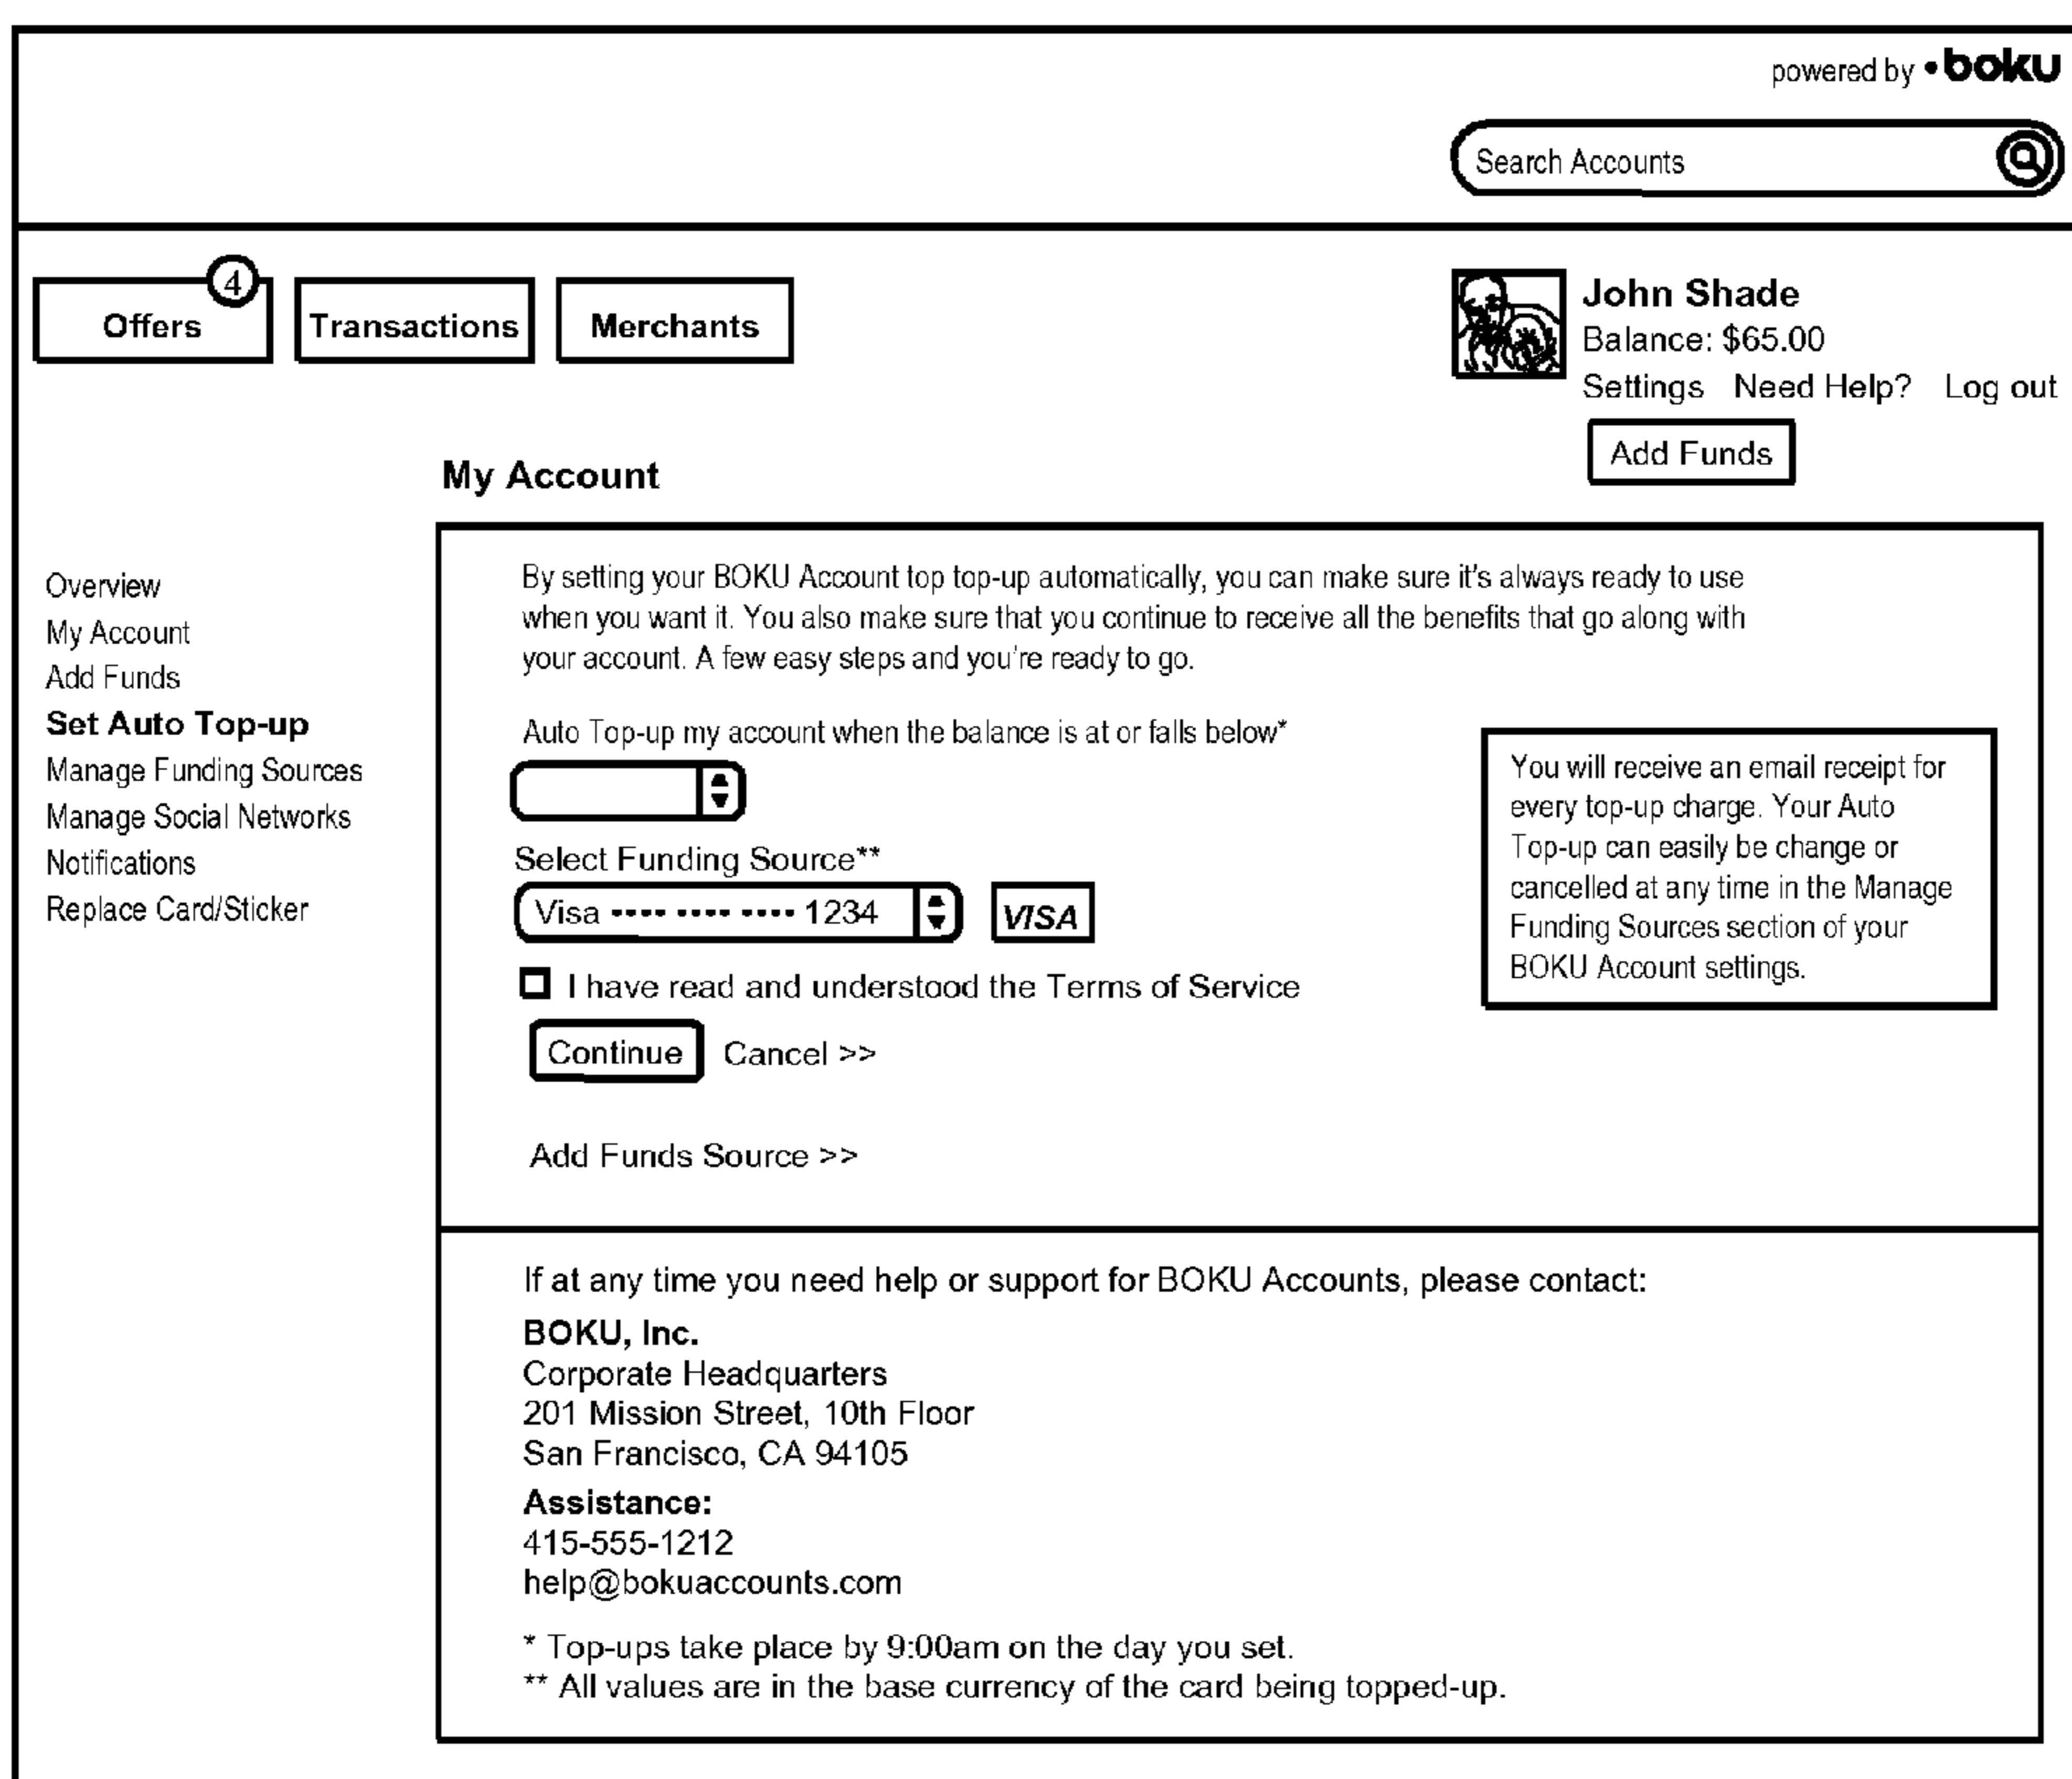 powered by •boku
Search Accounts
4
Offers
Transactions
Merchants
John Shade
Balance: $65.00
Settings Need Help? Log out
Add Funds
My Account
Overview
My Account
Add Funds
Set Auto Top-up
Manage Funding Sources
Manage Social Networks
Notifications
Replace Card/Sticker
By setting your BOKU Account top top-up automatically, you can make sure it's always ready to use
when you want it. You also make sure that you continue to receive all the benefits that go along with
your account. A few easy steps and you're ready to go.
Auto Top-up my account when the balance is at or falls below*
Select Funding Source**
Visa •••• •••• •••• 1234
VISA
I have read and understood the Terms of Service
Continue Cancel >>
Add Funds Source >>
You will receive an email receipt for
every top-up charge. Your Auto
Top-up can easily be change or
cancelled at any time in the Manage
Funding Sources section of your
BOKU Account settings.
If at any time you need help or support for BOKU Accounts, please contact:
BOKU, Inc.
Corporate Headquarters
201 Mission Street, 10th Floor
San Francisco, CA 94105
Assistance:
415-555-1212
help@bokuaccounts.com
* Top-ups take place by 9:00am on the day you set.
** All values are in the base currency of the card being topped-up.